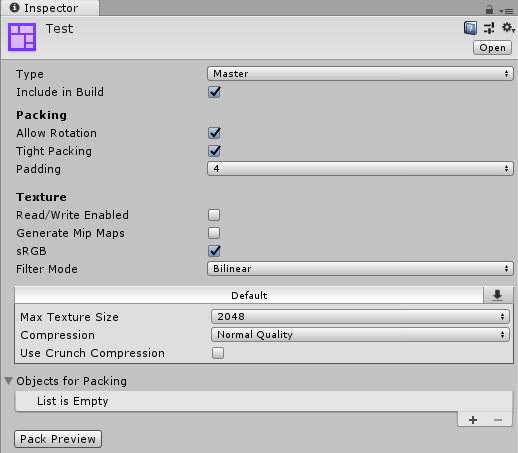 Inspector
Test
Open
Type Master
Include in Build
Packing
Allow Rotation
Tight Packing
Padding 4
Texture
Read/Write Enabled
Generate Mip Maps
sRGB
Filter Mode Bilinear
Default
Max Texture Size 2048
Compression Normal Quality
Use Crunch Compression
Objects for Packing
List is Empty
Pack Preview